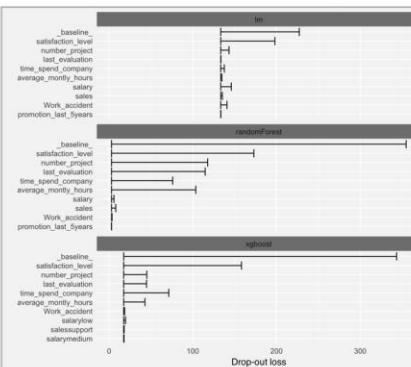 lm
_baseline_
satisfaction_level
number_project
last_evaluation
time_spend_company
average_montly_hours
salary
sales
Work_accident
promotion_last_5years
randomForest
_baseline_
satisfaction_level
number_project
last_evaluation
time_spend_company
average_montly_hours
salary
sales
Work_accident
promotion_last_5years
xgboost
_baseline_
satisfaction_level
number_project
last_evaluation
time_spend_company
average_montly_hours
Work_accident
salarylow
salessupport
salarymedium
0 100 200 300
Drop-out loss